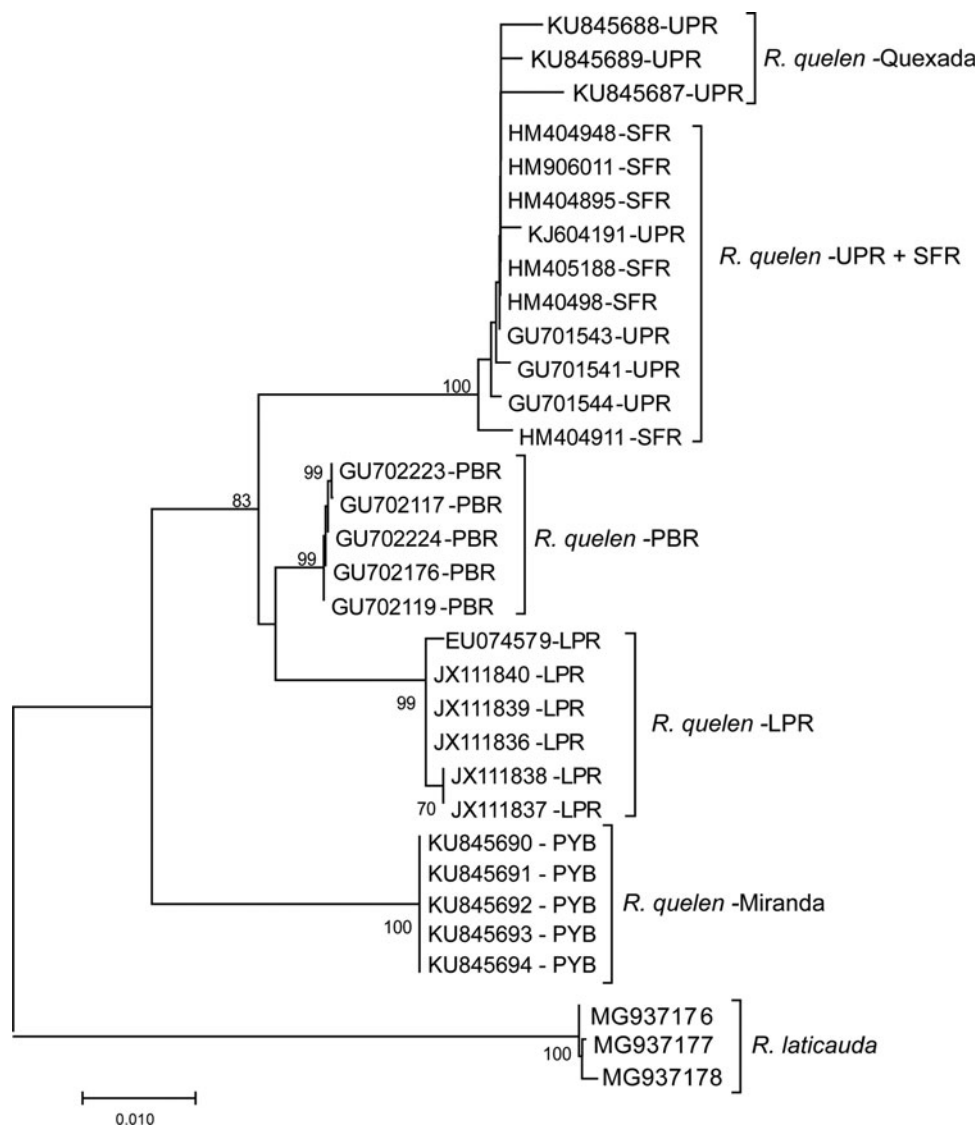 KU845688-UPR
KU845689-UPR
R. quelen -Quexada
KU845687-UPR
HM404948-SFR
HM906011-SFR
HM404895-SFR
KJ604191-UPR
R. quelen -UPR + SFR
HM405188-SFR
HM40498-SFR
GU701543-UPR
GU701541-UPR
100
GU701544-UPR
HM404911-SFR
99
GU702223-PBR
83
GU702117-PBR
GU702224-PBR
R. quelen -PBR
99
GU702176-PBR
GU702119-PBR
EU074579-LPR
JX111840 -LPR
99
JX111839 -LPR
R. quelen -LPR
JX111836 -LPR
JX111838 -LPR
70
JX111837 -LPR
KU845690 - PYB
KU845691 - PYB
KU845692 - PYB
R. quelen -Miranda
100
KU845693 - PYB
KU845694 - PYB
MG937176
100
MG937177
R. laticauda
MG937178
0.010